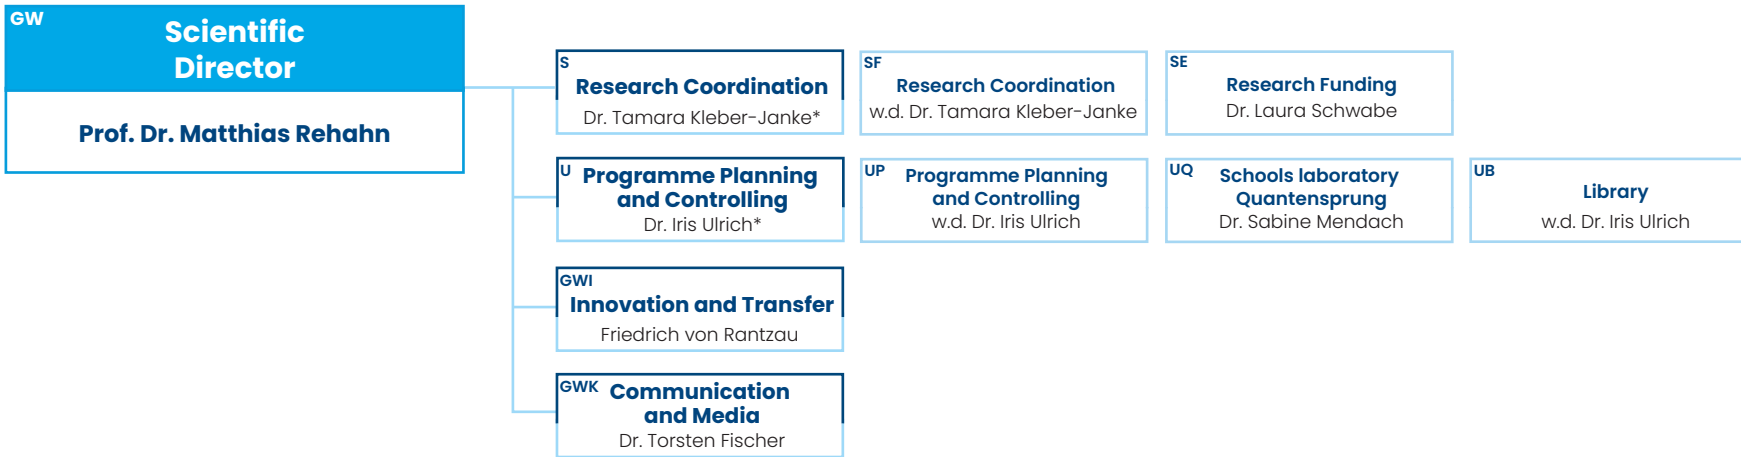 GW
Scientific
Director
Prof. Dr. Matthias Rehahn
S
Research Coordination
Dr. Tamara Kleber-Janke*
SF
Research Coordination
w.d. Dr. Tamara Kleber-Janke
SE
Research Funding
Dr. Laura Schwabe
U
Programme Planning
and Controlling
Dr. Iris Ulrich*
UP
Programme Planning
and Controlling
w.d. Dr. Iris Ulrich
UQ
Schools laboratory
Quantensprung
Dr. Sabine Mendach
UB
Library
w.d. Dr. Iris Ulrich
GWI
Innovation and Transfer
Friedrich von Rantzau
GWK
Communication
and Media
Dr. Torsten Fischer